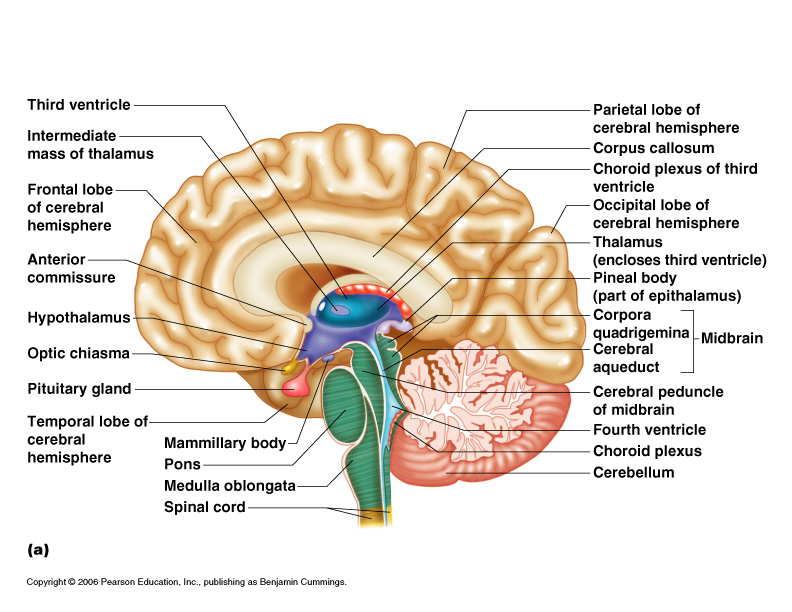 Third ventricle
Intermediate
mass of thalamus
Frontal lobe
of cerebral
hemisphere
Anterior
commissure
Hypothalamus
Optic chiasma
Pituitary gland
Temporal lobe of
cerebral
hemisphere
Mammillary body
Pons
Medulla oblongata
Spinal cord
Parietal lobe of
cerebral hemisphere
Corpus callosum
Choroid plexus of third
ventricle
Occipital lobe of
cerebral hemisphere
Thalamus
(encloses third ventricle)
Pineal body
(part of epithalamus)
Corpora
quadrigemina
Midbrain
Cerebral
aqueduct
Cerebral peduncle
of midbrain
Fourth ventricle
Choroid plexus
Cerebellum
(a)
Copyright © 2006 Pearson Education, Inc., publishing as Benjamin Cummings.